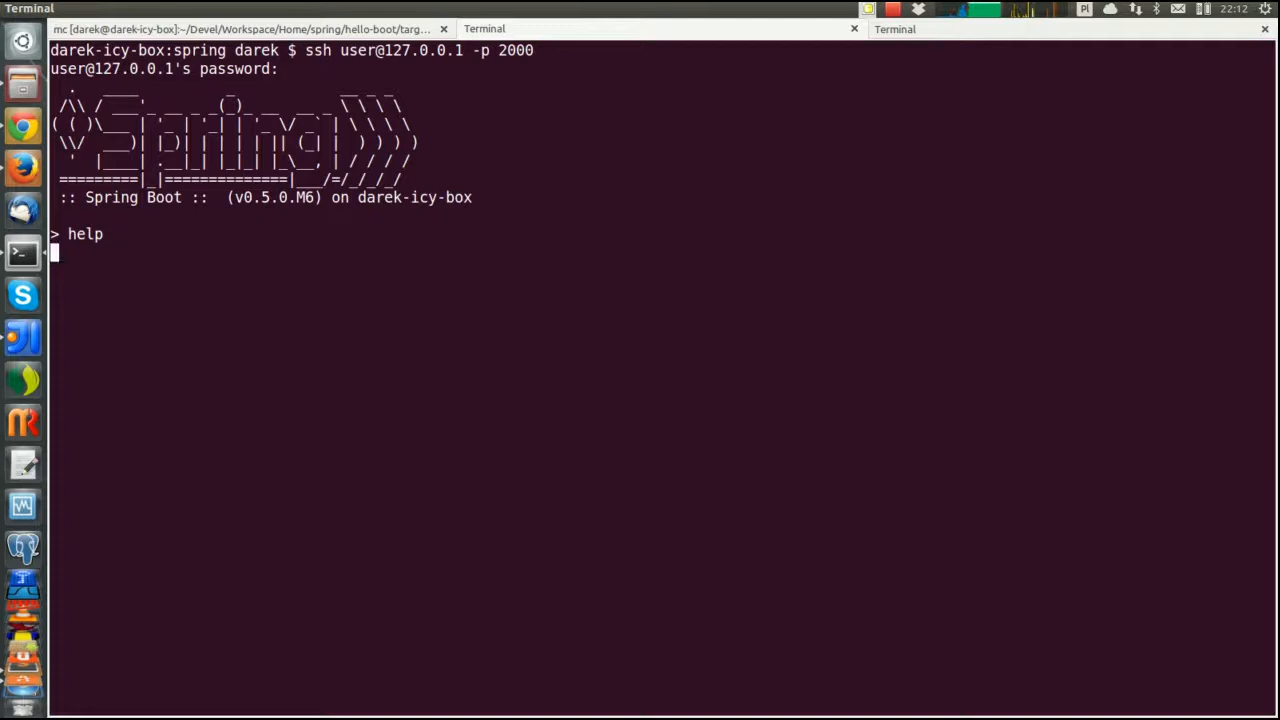 Terminal
Pl
22:12
mc [darek@darek-icy-box]:~/Devel/Workspace/Home/spring/hello-boot/targ...
Terminal
Terminal
darek-icy-box:spring darek $ ssh user@127.0.0.1 -p 2000
user@127.0.0.1's password:
Spring
:: Spring Boot ::  (v0.5.0.M6) on darek-icy-box
> help